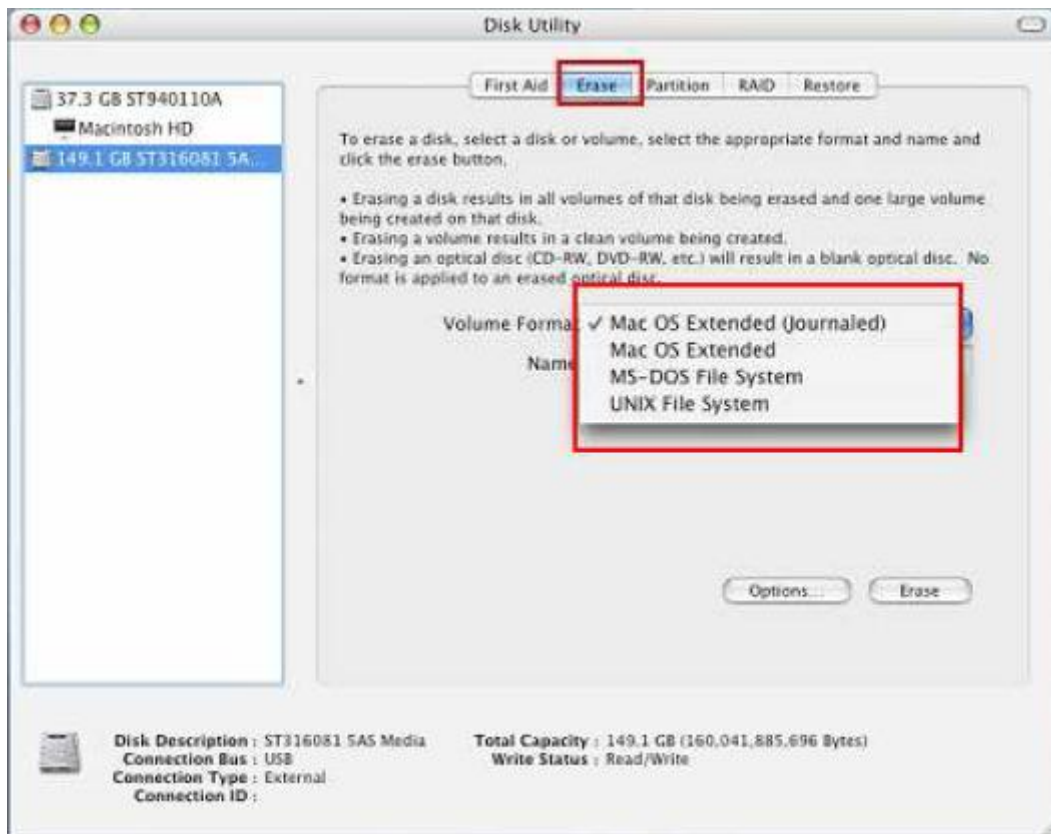 Disk Utility
First Aid Erase Partition RAID Restore
37.3 GB ST940110A
Macintosh HD
149.1 GB ST316081 5A...
To erase a disk, select a disk or volume, select the appropriate format and name and
click the erase button.
• Erasing a disk results in all volumes of that disk being erased and one large volume
being created on that disk.
• Erasing a volume results in a clean volume being created.
• Erasing an optical disc (CD-RW, DVD-RW, etc.) will result in a blank optical disc. No
format is applied to an erased optical disc.
Volume Forma ✓ Mac OS Extended (Journaled)
Mac OS Extended
Name
MS-DOS File System
UNIX File System
Options... Erase
Disk Description : ST316081 5AS Media
Total Capacity : 149.1 GB (160,041,885,696 Bytes)
Connection Bus : USB
Write Status : Read/Write
Connection Type : External
Connection ID :